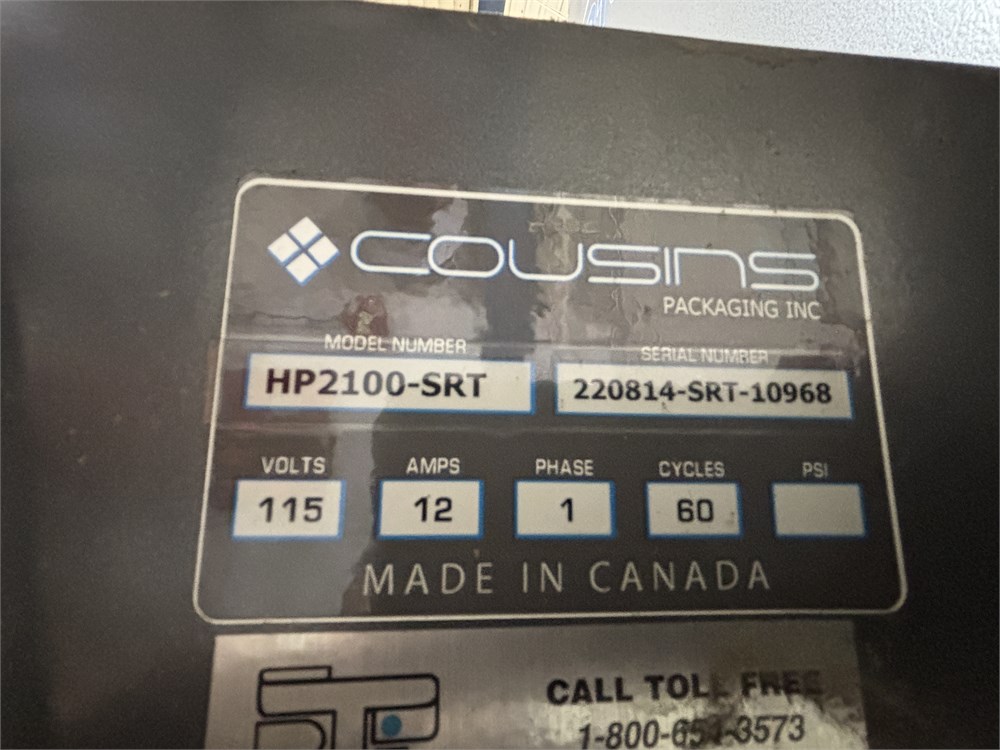 COUSINS
PACKAGING INC
MODEL NUMBER SERIAL NUMBER
HP2100-SRT 220814-SRT-10968
VOLTS AMPS PHASE CYCLES PSI
115 12 1 60
MADE IN CANADA
CALL TOLL FREE